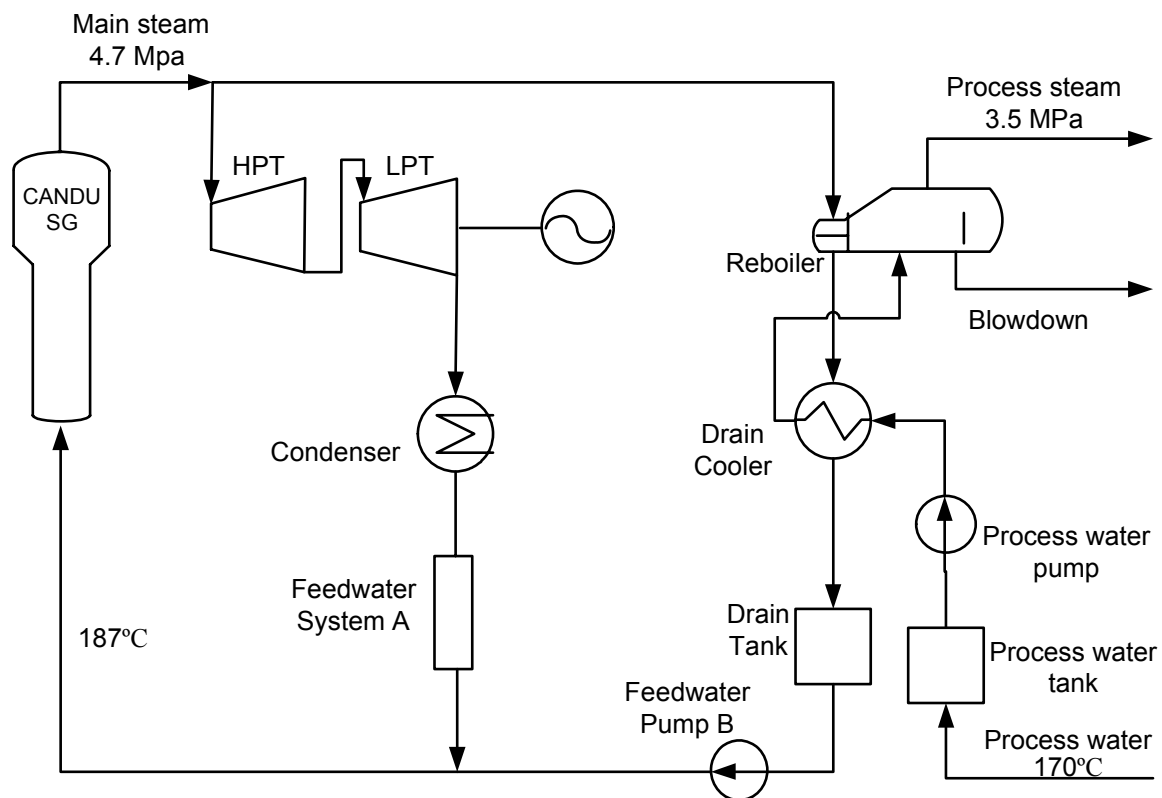 Main steam
4.7 Mpa
Process steam
3.5 MPa
HPT
LPT
CANDU
SG
Reboiler
Blowdown
Condenser
Drain
Cooler
Process water
pump
Feedwater
System A
187ºC
Drain
Tank
Process water
tank
Feedwater
Pump B
Process water
170ºC